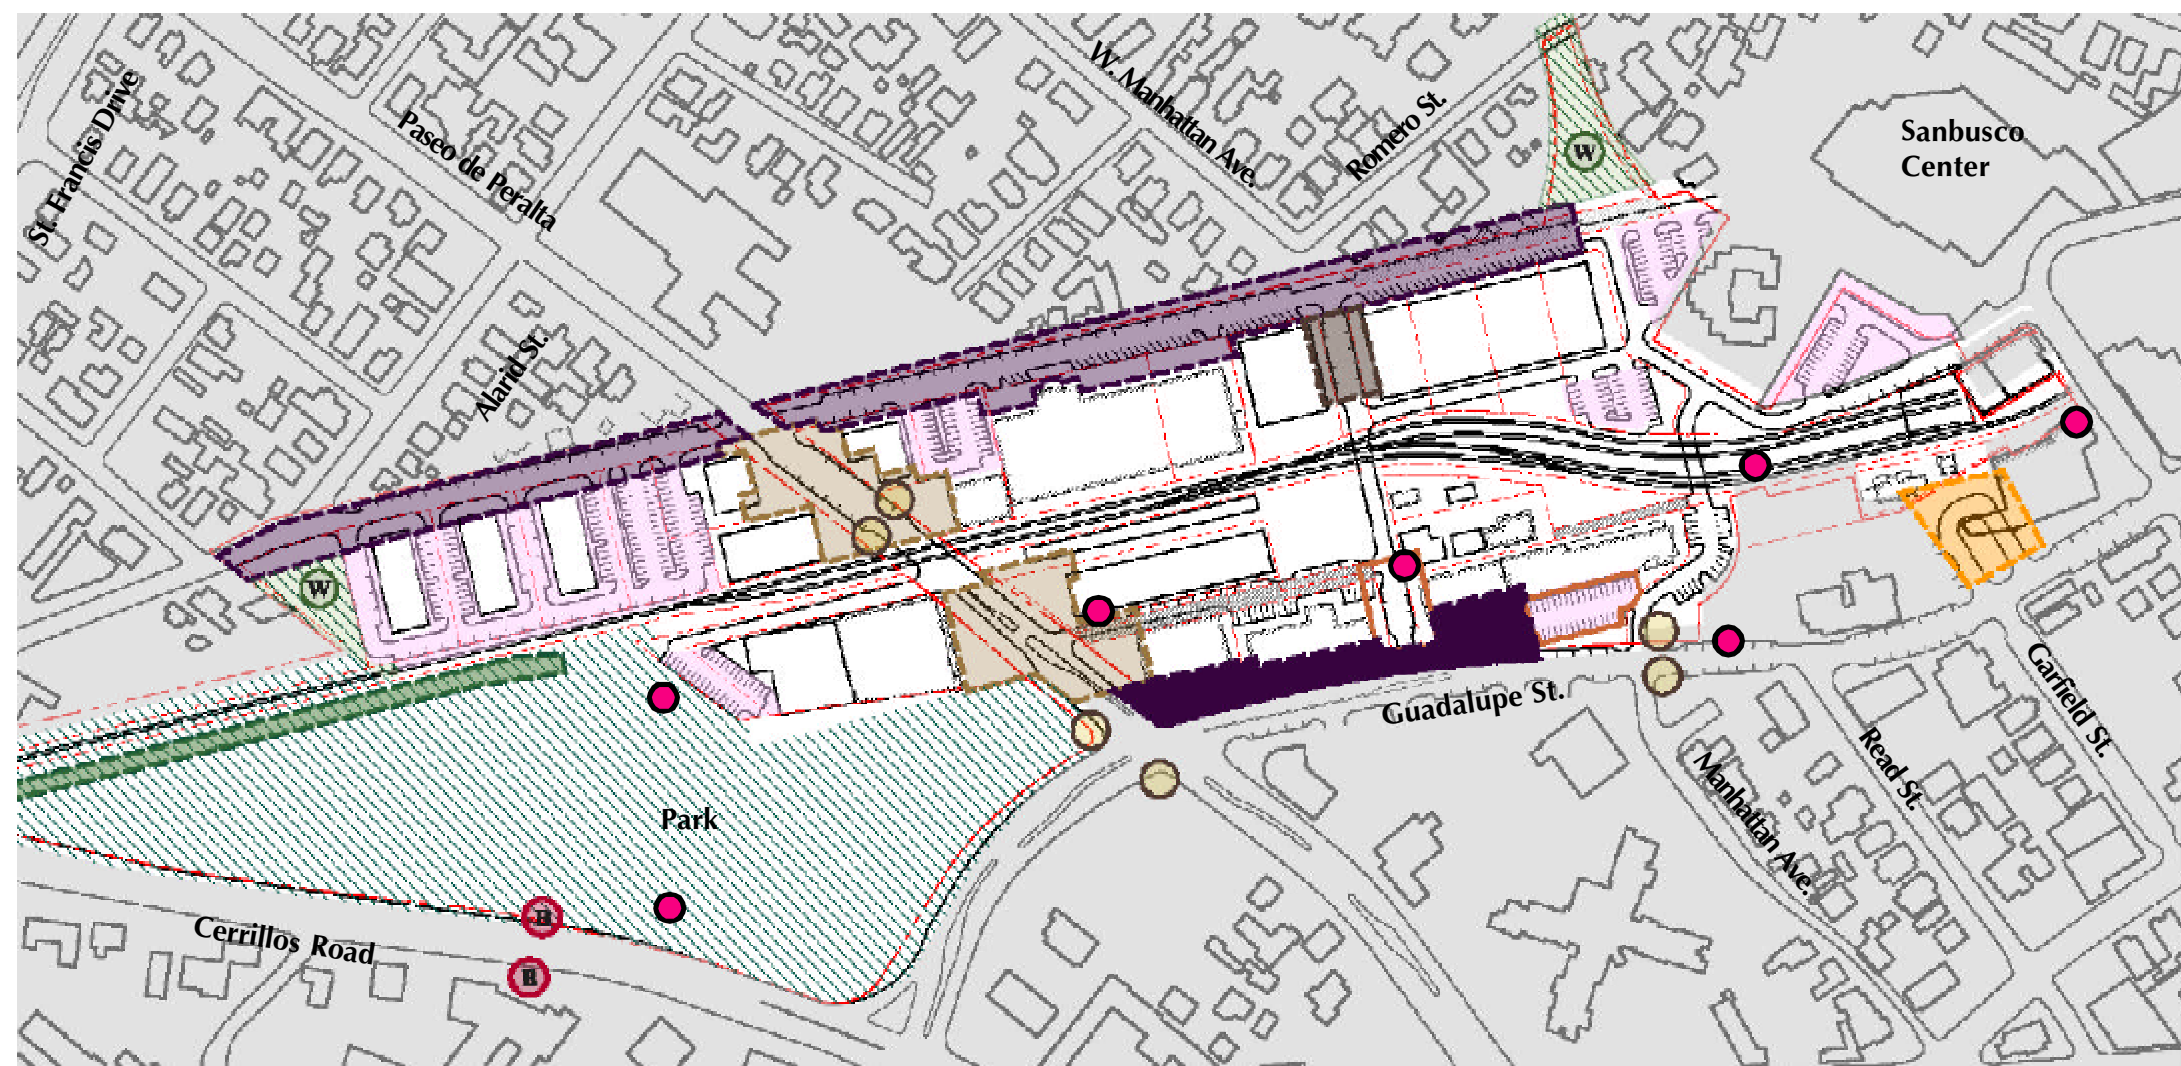 St. Francis Drive
Paseo de Peralta
W. Manhattan Ave.
Romero St.
Sanbusco
Center
W
Alarid St.
W
Guadalupe St.
Garfield St.
Read St.
Manhattan Ave.
Park
Cerrillos Road